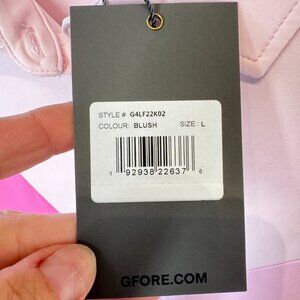 STYLE # G4LF22K02
COLOUR: BLUSH SIZE: L
1 92938 22637 6
GFORE.COM